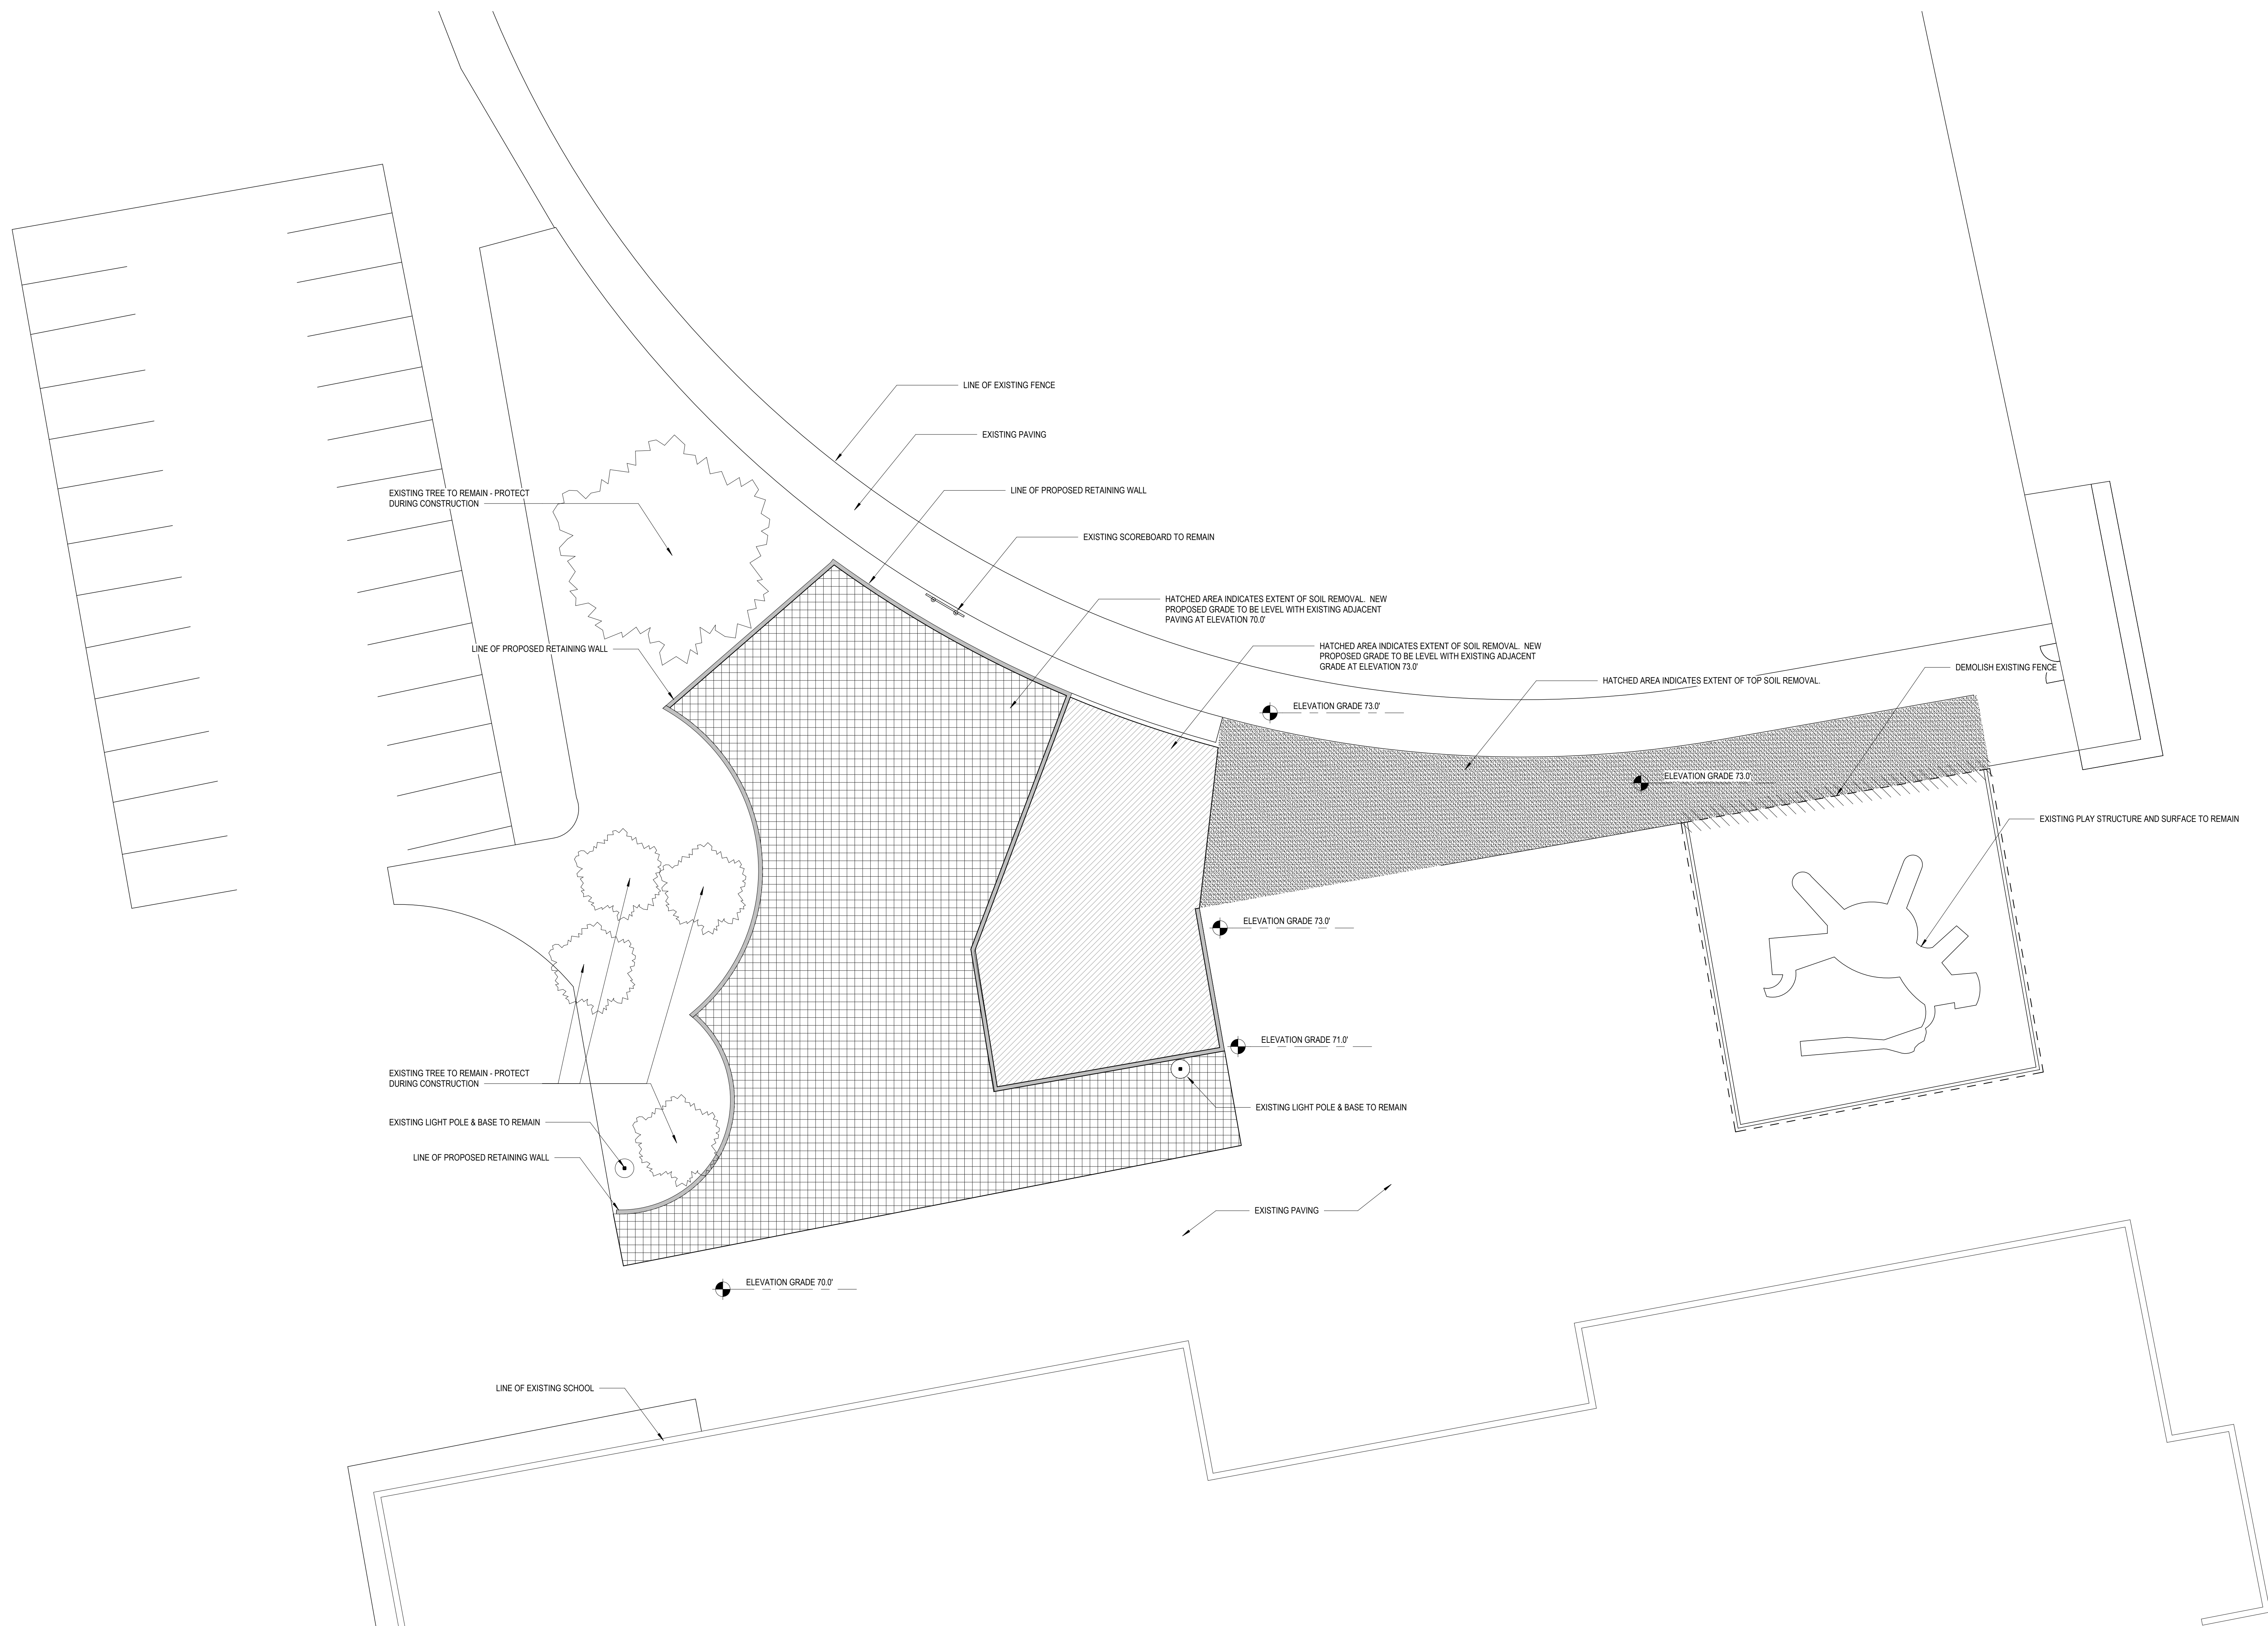 LINE OF EXISTING FENCE
EXISTING PAVING
LINE OF PROPOSED RETAINING WALL
EXISTING TREE TO REMAIN - PROTECT
DURING CONSTRUCTION
EXISTING SCOREBOARD TO REMAIN
HATCHED AREA INDICATES EXTENT OF SOIL REMOVAL. NEW
PROPOSED GRADE TO BE LEVEL WITH EXISTING ADJACENT
PAVING AT ELEVATION 70.0'
LINE OF PROPOSED RETAINING WALL
HATCHED AREA INDICATES EXTENT OF SOIL REMOVAL. NEW
PROPOSED GRADE TO BE LEVEL WITH EXISTING ADJACENT
GRADE AT ELEVATION 73.0'
DEMOLISH EXISTING FENCE
HATCHED AREA INDICATES EXTENT OF TOP SOIL REMOVAL.
ELEVATION GRADE 73.0'
ELEVATION GRADE 73.0'
EXISTING PLAY STRUCTURE AND SURFACE TO REMAIN
ELEVATION GRADE 73.0'
ELEVATION GRADE 71.0'
EXISTING TREE TO REMAIN - PROTECT
DURING CONSTRUCTION
EXISTING LIGHT POLE & BASE TO REMAIN
EXISTING LIGHT POLE & BASE TO REMAIN
LINE OF PROPOSED RETAINING WALL
EXISTING PAVING
ELEVATION GRADE 70.0'
LINE OF EXISTING SCHOOL